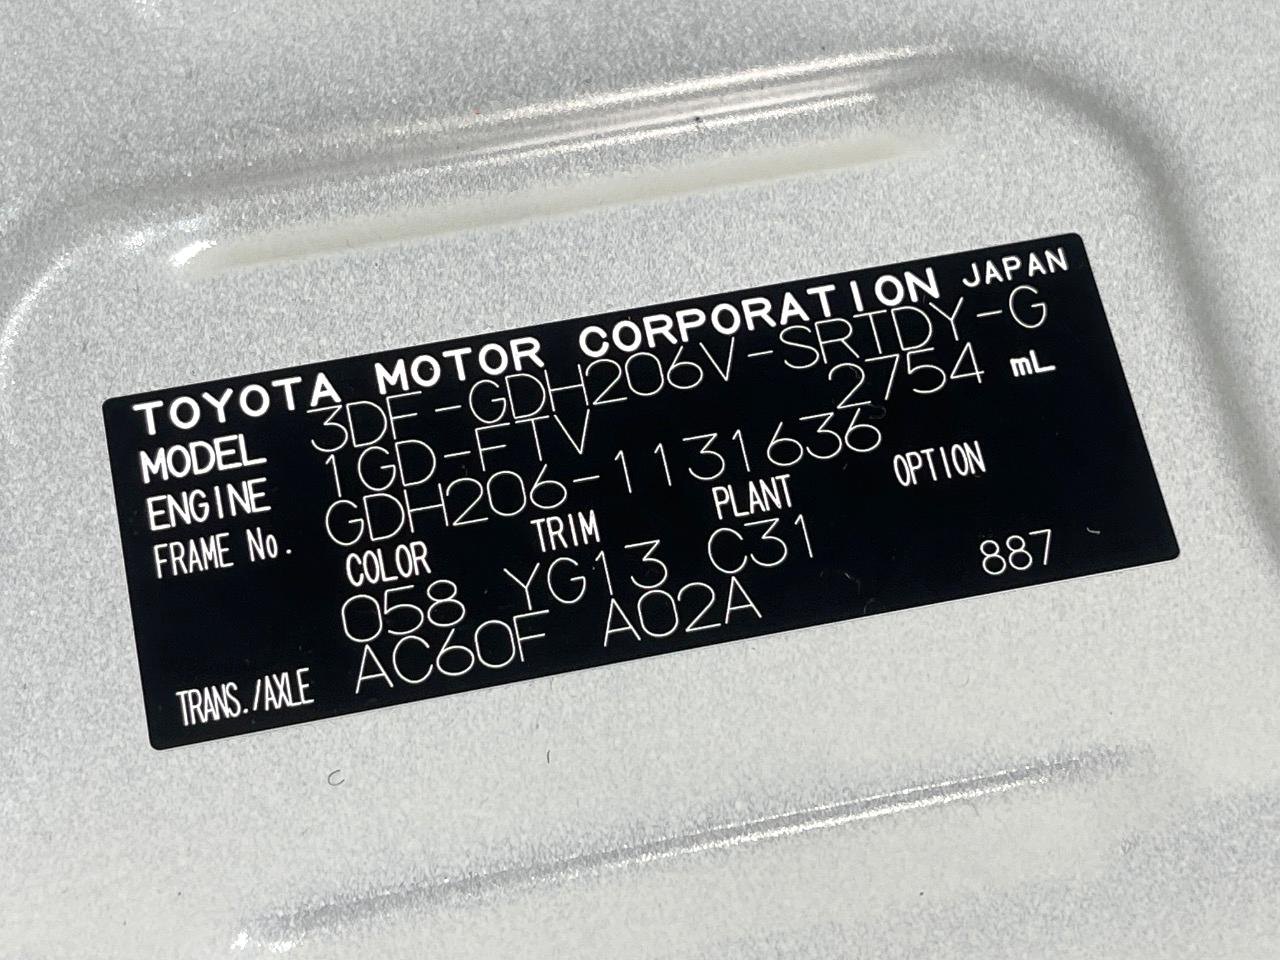 TOYOTA MOTOR CORPORATION JAPAN
MODEL 3DF-GDH206V-SRTDY-G
ENGINE 1GD-FTV 2754 mL
FRAME No. GDH206-1131636
COLOR TRIM PLANT OPTION
058 YG13 C31 887
TRANS./AXLE AC60F A02A